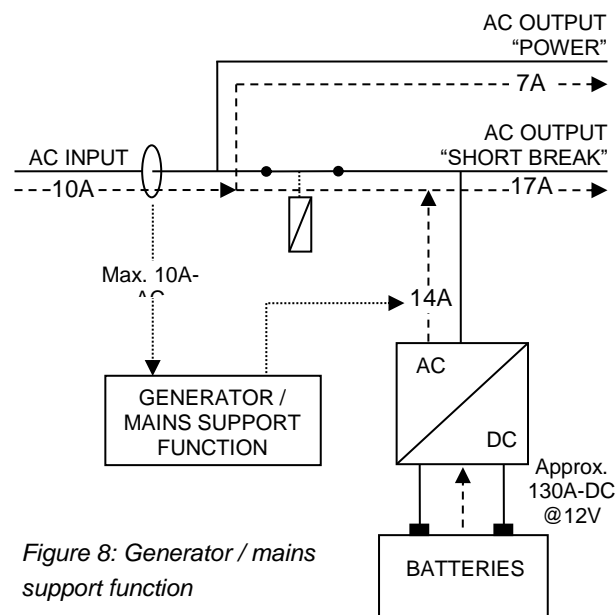 AC OUTPUT
“POWER”
7A
AC OUTPUT
“SHORT BREAK”
AC INPUT
10A
17A
Max. 10A-
14A
AC
GENERATOR /
MAINS SUPPORT
FUNCTION
DC
Approx.
130A-DC
@12V
BATTERIES
Figure 8: Generator / mains
support function